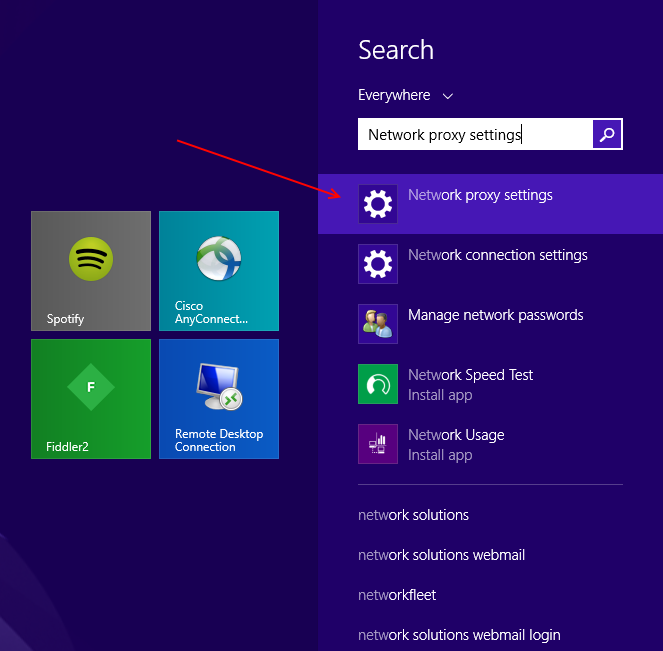 Search
Everywhere
Network proxy settings
Network proxy settings
Network connection settings
Manage network passwords
Network Speed Test
Install app
Network Usage
Install app
network solutions
network solutions webmail
networkfleet
network solutions webmail login
Spotify
Cisco
AnyConnect...
F
Fiddler2
Remote Desktop
Connection